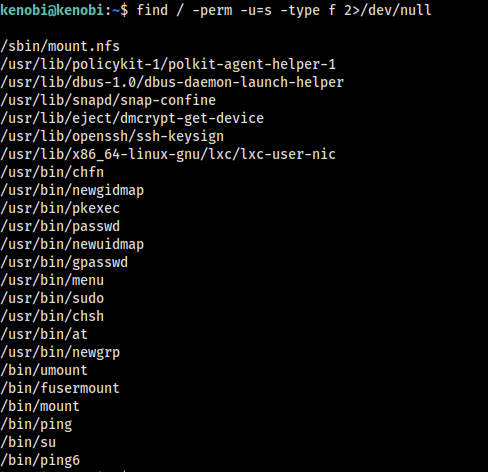 kenobi@kenobi:~$ find / -perm -u=s -type f 2>/dev/null
/sbin/mount.nfs
/usr/lib/policykit-1/polkit-agent-helper-1
/usr/lib/dbus-1.0/dbus-daemon-launch-helper
/usr/lib/snapd/snap-confine
/usr/lib/eject/dmcrypt-get-device
/usr/lib/openssh/ssh-keysign
/usr/lib/x86_64-linux-gnu/lxc/lxc-user-nic
/usr/bin/chfn
/usr/bin/newgidmap
/usr/bin/pkexec
/usr/bin/passwd
/usr/bin/newuidmap
/usr/bin/gpasswd
/usr/bin/menu
/usr/bin/sudo
/usr/bin/chsh
/usr/bin/at
/usr/bin/newgrp
/bin/umount
/bin/fusermount
/bin/mount
/bin/ping
/bin/su
/bin/ping6